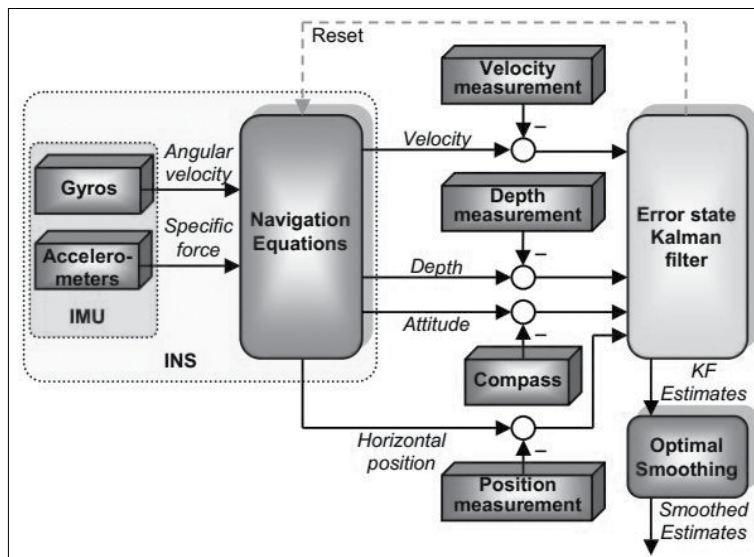 Reset
Velocity
measurement
Angular
velocity
Velocity
Gyros
Navigation
Equations
Depth
measurement
Error state
Kalman
filter
Specific
force
Accelero-
meters
Depth
IMU
Attitude
INS
Compass
KF
Estimates
Horizontal
position
Optimal
Smoothing
Position
measurement
Smoothed
Estimates